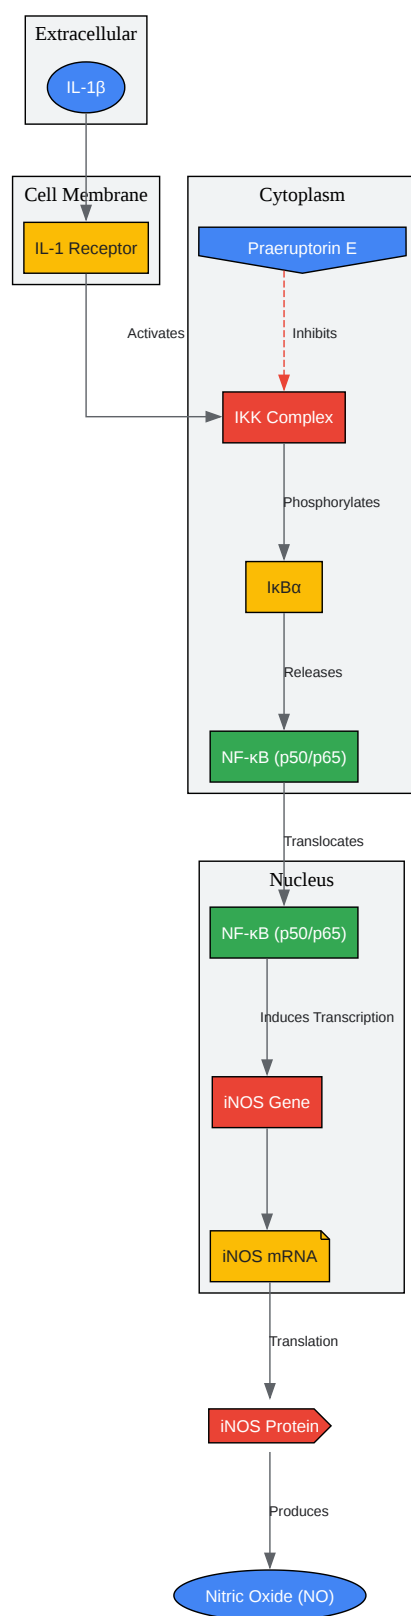 Extracellular
IL-1β
Cell Membrane
IL-1 Receptor
Cytoplasm
Praeruptorin E
Activates
Inhibits
IKK Complex
Phosphorylates
IκBα
Releases
NF-κB (p50/p65)
Translocates
Nucleus
NF-κB (p50/p65)
Induces Transcription
iNOS Gene
iNOS mRNA
Translation
iNOS Protein
Produces
Nitric Oxide (NO)